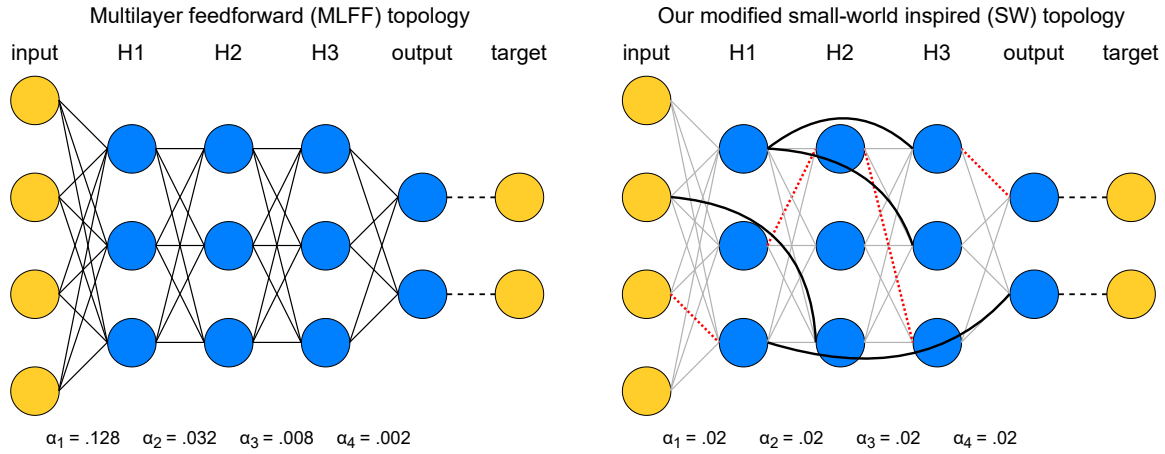 Multilayer feedforward (MLFF) topology
input H1 H2 H3 output target
α₁ = .128 α₂ = .032 α₃ = .008 α₄ = .002
Our modified small-world inspired (SW) topology
input H1 H2 H3 output target
α₁ = .02 α₂ = .02 α₃ = .02 α₄ = .02